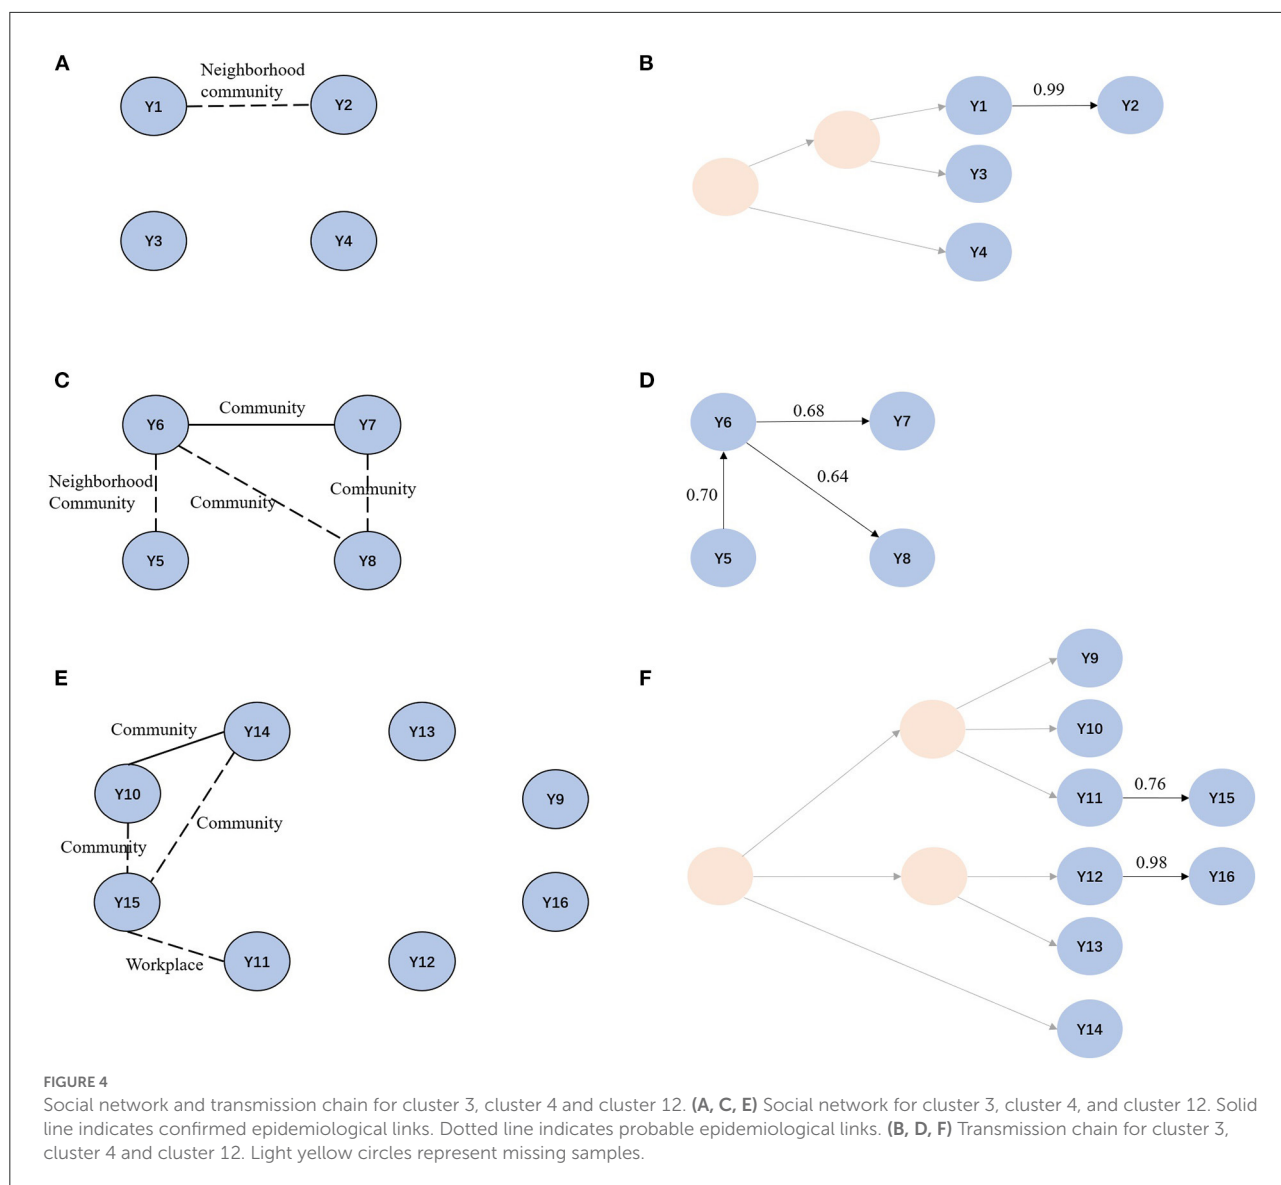 A
Neighborhood
community
Y1
Y2
Y3
Y4
B
Y1
0.99
Y2
Y3
Y4
C
Y6
Community
Y7
Neighborhood
Community
Community
Community
Y5
Y8
D
Y6
0.68
Y7
0.70
0.64
Y5
Y8
E
Community
Y14
Y13
Y10
Y9
Community
Community
Y15
Y16
Workplace
Y11
Y12
F
Y9
Y10
Y11
0.76
Y15
Y12
0.98
Y16
Y13
Y14
FIGURE 4
Social network and transmission chain for cluster 3, cluster 4 and cluster 12. (A, C, E) Social network for cluster 3, cluster 4, and cluster 12. Solid
line indicates confirmed epidemiological links. Dotted line indicates probable epidemiological links. (B, D, F) Transmission chain for cluster 3,
cluster 4 and cluster 12. Light yellow circles represent missing samples.